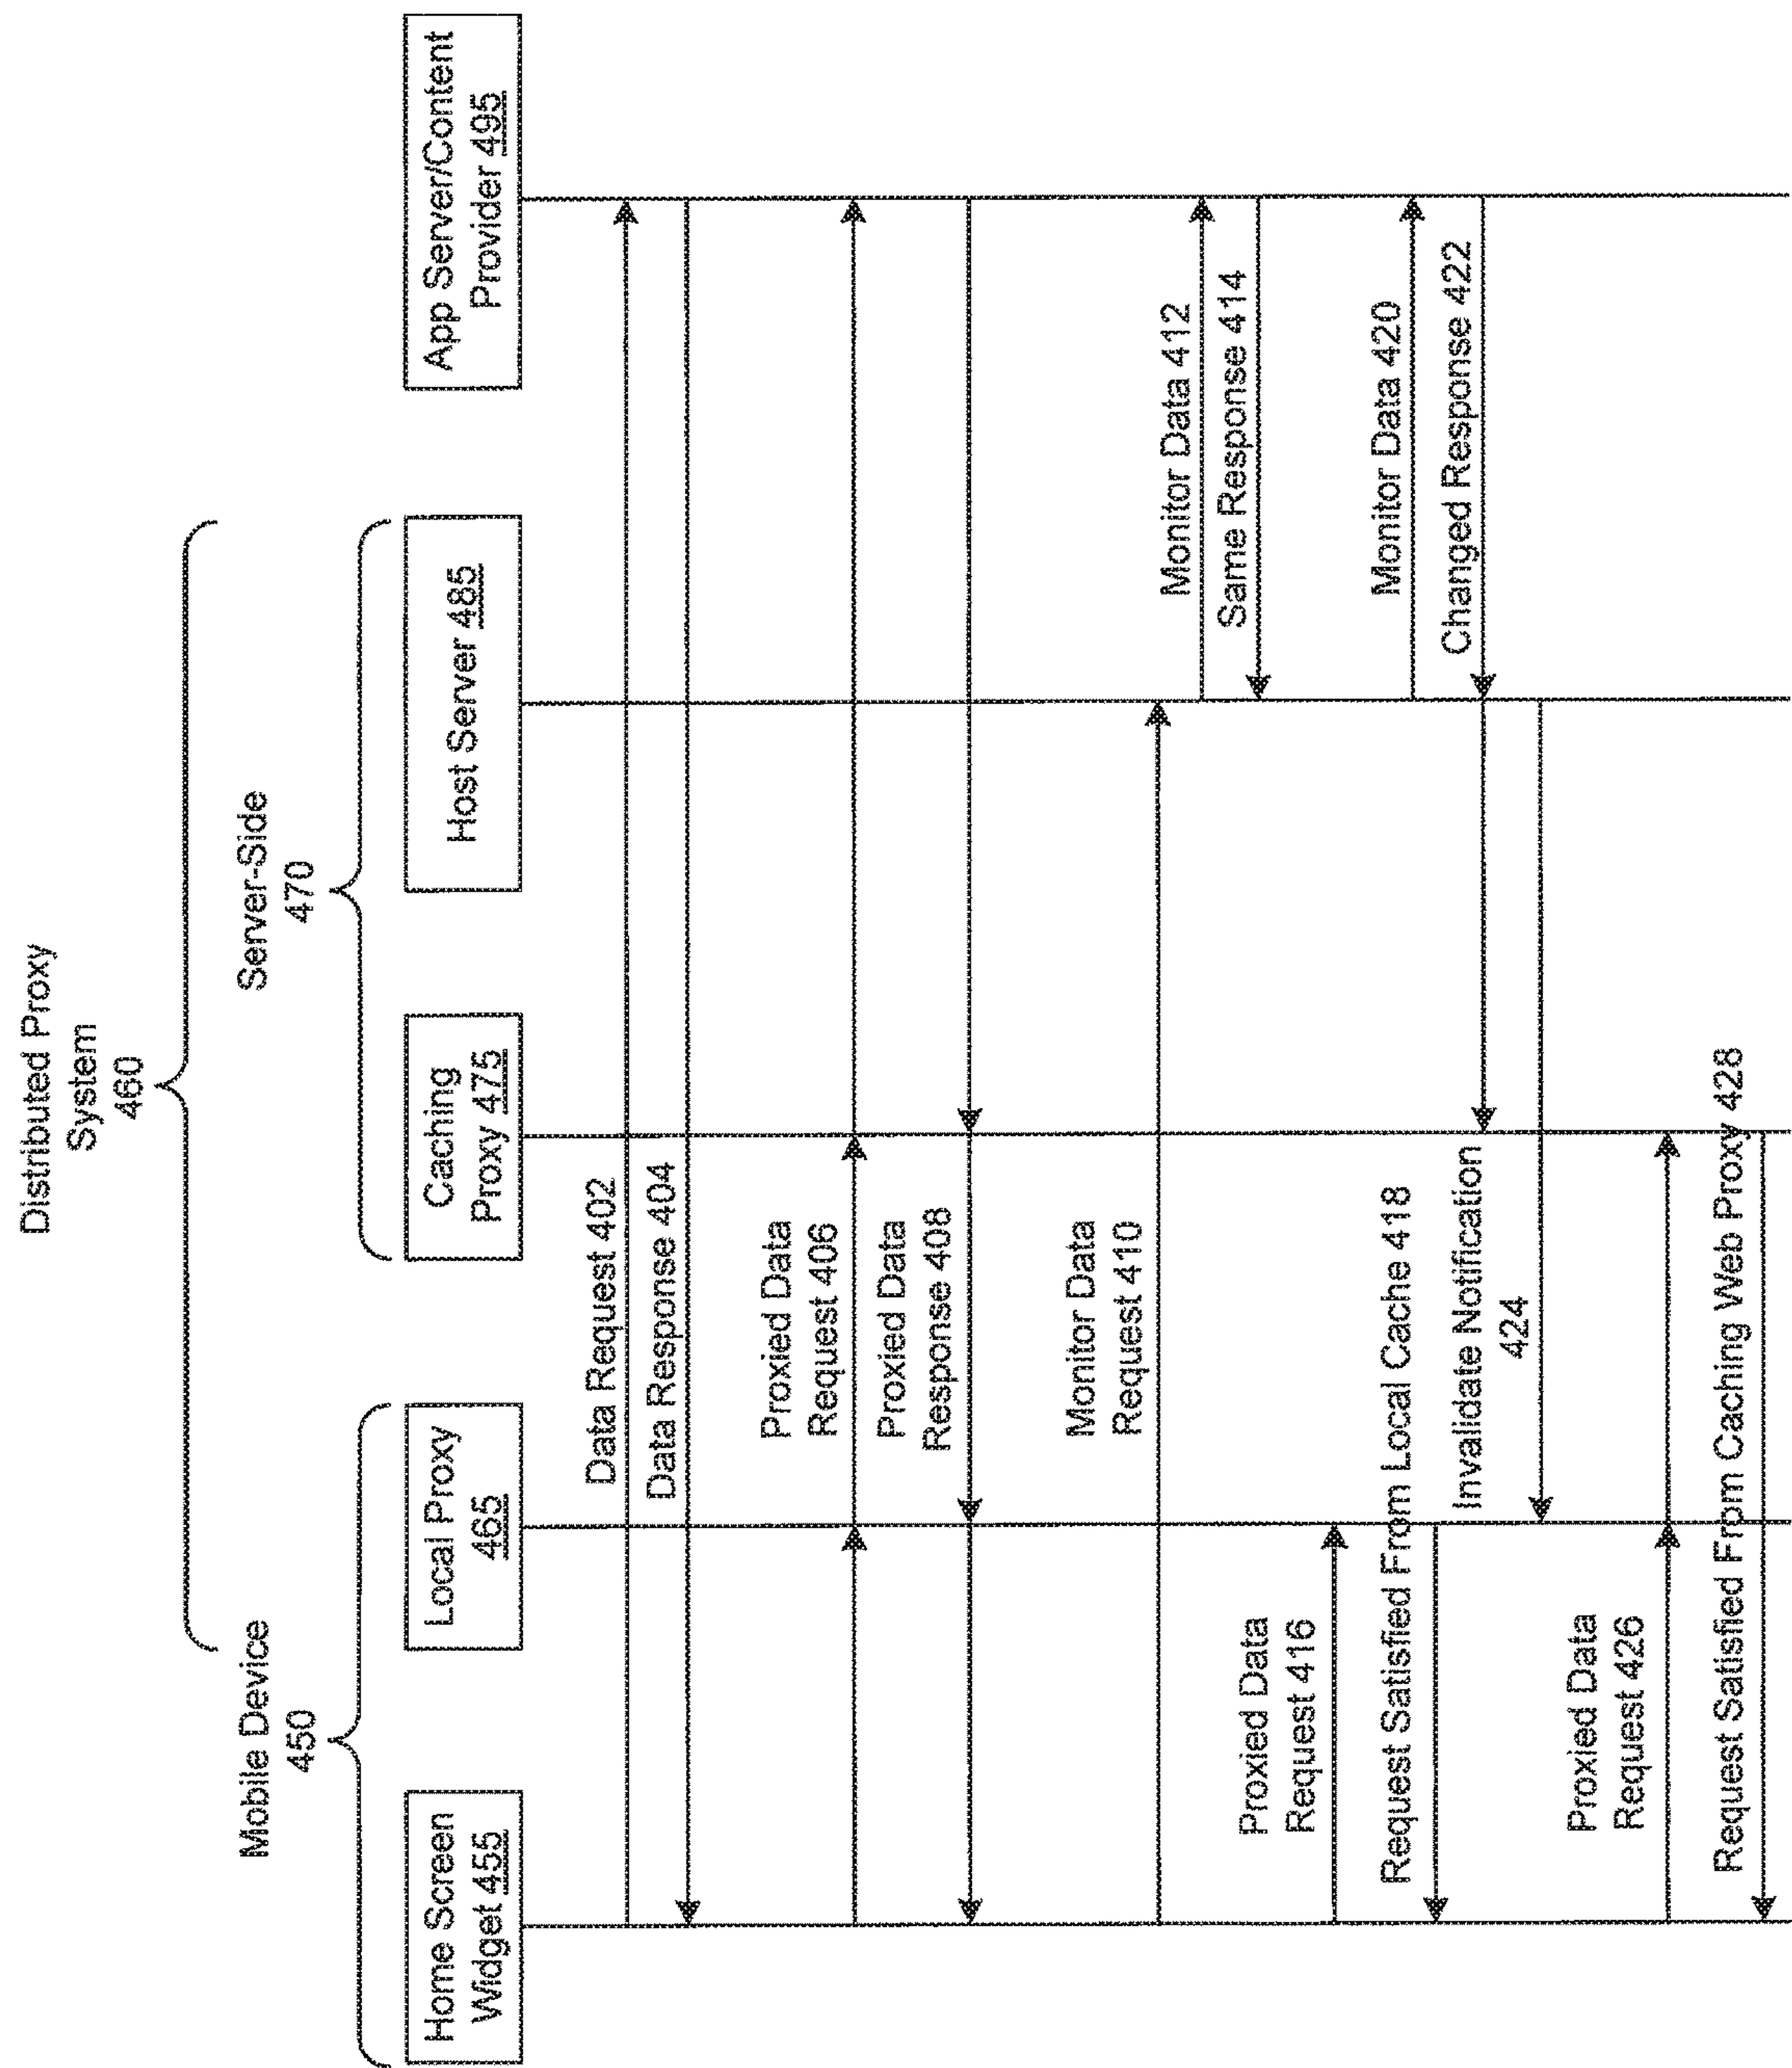 Distributed Proxy
System
460
Mobile Device
450
Server-Side
470
Home Screen
Widget 455
Local Proxy
465
Caching
Proxy 475
Host Server 485
App Server/Content
Provider 495
Data Request 402
Data Response 404
Proxied Data
Request 406
Proxied Data
Response 408
Monitor Data
Request 410
Monitor Data 412
Same Response 414
Proxied Data
Request 416
Request Satisfied From Local Cache 418
Monitor Data 420
Changed Response 422
Invalidate Notification
424
Proxied Data
Request 426
Request Satisfied From Caching Web Proxy 428